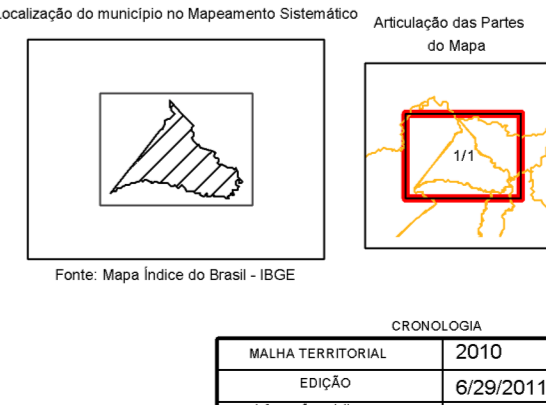 Localização do município no Mapeamento Sistemático
Articulação das Partes
do Mapa
1/1
Fonte: Mapa Índice do Brasil - IBGE
CRONOLOGIA
MALHA TERRITORIAL 2010
EDIÇÃO 6/29/2011